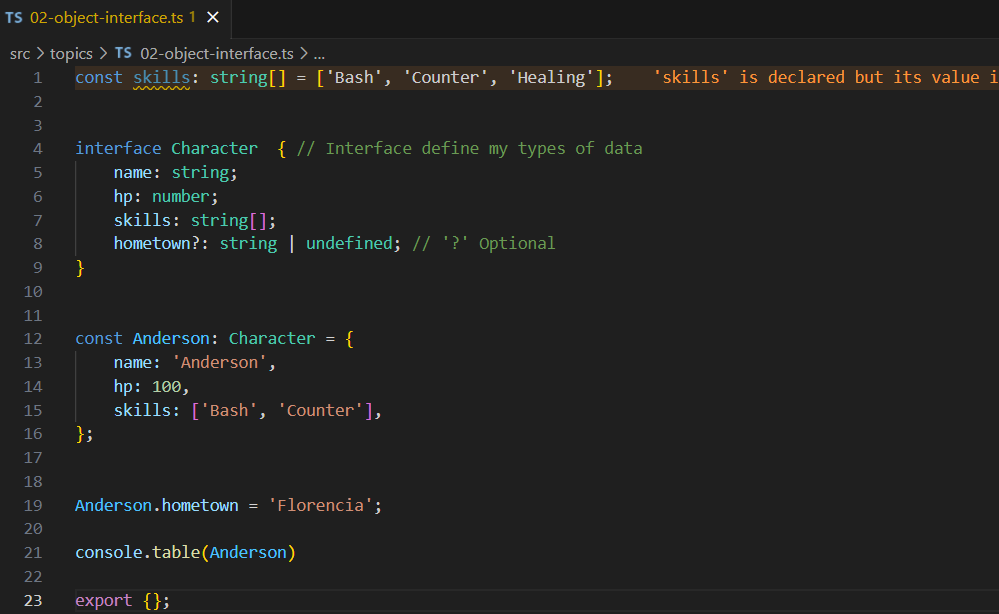 TS 02-object-interface.ts 1 ×
src > topics > TS 02-object-interface.ts > ...
1 const skills: string[] = ['Bash', 'Counter', 'Healing']; 'skills' is declared but its value i
2
3
4 interface Character  { // Interface define my types of data
5 name: string;
6 hp: number;
7 skills: string[];
8 hometown?: string | undefined; // '?' Optional
9 }
10
11
12 const Anderson: Character = {
13 name: 'Anderson',
14 hp: 100,
15 skills: ['Bash', 'Counter'],
16 };
17
18
19 Anderson.hometown = 'Florencia';
20
21 console.table(Anderson)
22
23 export {};